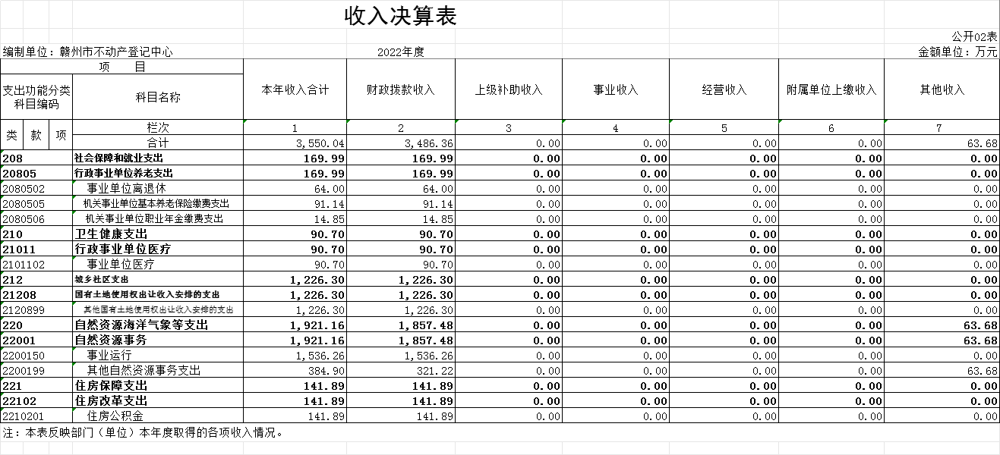 收入决算表
公开02表
编制单位：赣州市不动产登记中心 2022年度 金额单位：万元
项 目 本年收入合计 财政拨款收入 上级补助收入 事业收入 经营收入 附属单位上缴收入 其他收入
支出功能分类科目编码 科目名称
类 款 项 栏次 1 2 3 4 5 6 7
合计 3,550.04 3,486.36 0.00 0.00 0.00 0.00 63.68
208 社会保障和就业支出 169.99 169.99 0.00 0.00 0.00 0.00 0.00
20805 行政事业单位养老支出 169.99 169.99 0.00 0.00 0.00 0.00 0.00
2080502 事业单位离退休 64.00 64.00 0.00 0.00 0.00 0.00 0.00
2080505 机关事业单位基本养老保险缴费支出 91.14 91.14 0.00 0.00 0.00 0.00 0.00
2080506 机关事业单位职业年金缴费支出 14.85 14.85 0.00 0.00 0.00 0.00 0.00
210 卫生健康支出 90.70 90.70 0.00 0.00 0.00 0.00 0.00
21011 行政事业单位医疗 90.70 90.70 0.00 0.00 0.00 0.00 0.00
2101102 事业单位医疗 90.70 90.70 0.00 0.00 0.00 0.00 0.00
212 城乡社区支出 1,226.30 1,226.30 0.00 0.00 0.00 0.00 0.00
21208 国有土地使用权出让收入安排的支出 1,226.30 1,226.30 0.00 0.00 0.00 0.00 0.00
2120899 其他国有土地使用权出让收入安排的支出 1,226.30 1,226.30 0.00 0.00 0.00 0.00 0.00
220 自然资源海洋气象等支出 1,921.16 1,857.48 0.00 0.00 0.00 0.00 63.68
22001 自然资源事务 1,921.16 1,857.48 0.00 0.00 0.00 0.00 63.68
2200150 事业运行 1,536.26 1,536.26 0.00 0.00 0.00 0.00 0.00
2200199 其他自然资源事务支出 384.90 321.22 0.00 0.00 0.00 0.00 63.68
221 住房保障支出 141.89 141.89 0.00 0.00 0.00 0.00 0.00
22102 住房改革支出 141.89 141.89 0.00 0.00 0.00 0.00 0.00
2210201 住房公积金 141.89 141.89 0.00 0.00 0.00 0.00 0.00
注：本表反映部门（单位）本年度取得的各项收入情况。